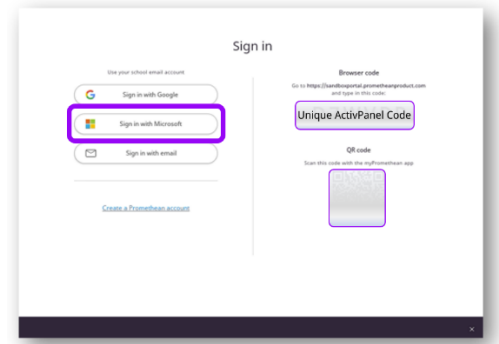 Sign in
Use your school email account
Sign in with Google
Sign in with Microsoft
Sign in with email
Create a Promethean account
Browser code
Go to https://sandboxportal.prometheanproduct.com
and type in this code:
Unique ActivPanel Code
QR code
Scan this code with the myPromethean app